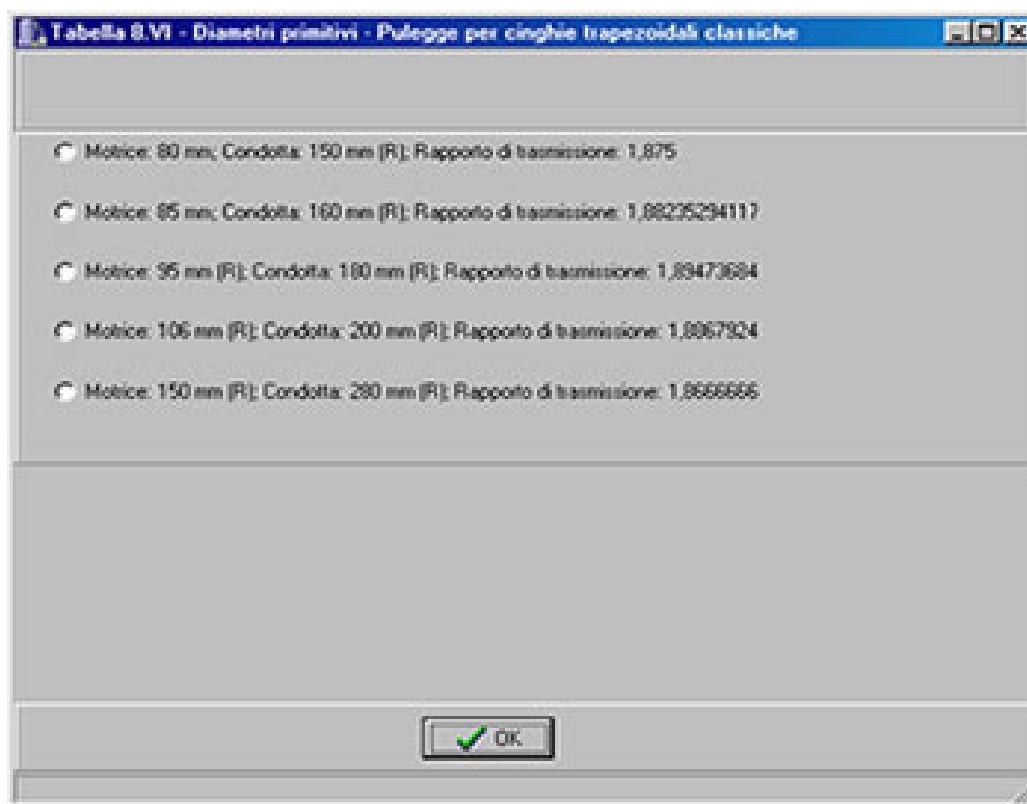 Tabella 8.VI - Diametri primitivi - Pulegge per cinghie trapezoidali classiche
Motrice: 80 mm; Condotta: 150 mm (R); Rapporto di trasmissione: 1,875
Motrice: 85 mm; Condotta: 160 mm (R); Rapporto di trasmissione: 1,88235294117
Motrice: 95 mm (R); Condotta: 180 mm (R); Rapporto di trasmissione: 1,89473684
Motrice: 106 mm (R); Condotta: 200 mm (R); Rapporto di trasmissione: 1,8867924
Motrice: 150 mm (R); Condotta: 280 mm (R); Rapporto di trasmissione: 1,8666666
OK